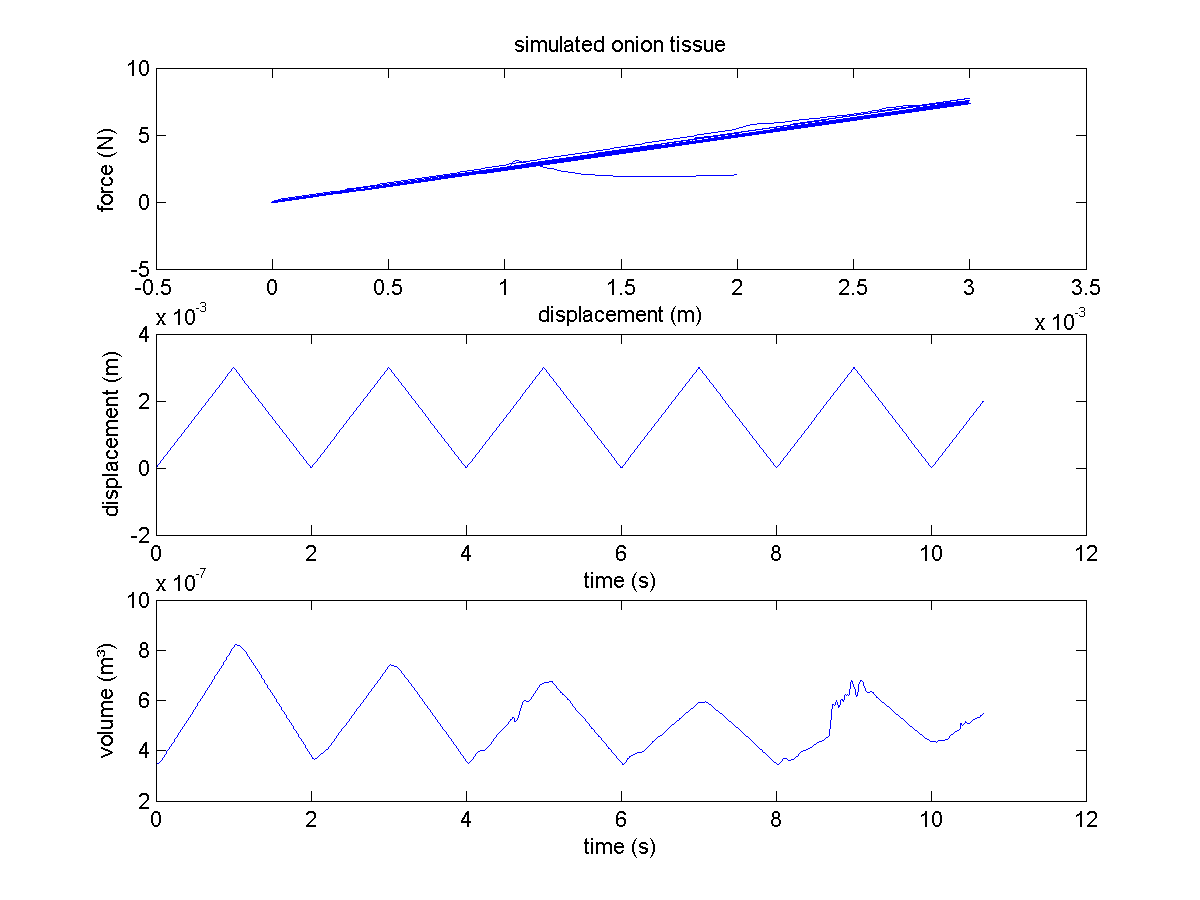 simulated onion tissue
10
5
0
-5
force (N)
-0.5 0 0.5 1 1.5 2 2.5 3 3.5
displacement (m)
x 10⁻³
x 10⁻³
4
2
0
-2
displacement (m)
0 2 4 6 8 10 12
time (s)
x 10⁻⁷
10
8
6
4
2
volume (m³)
0 2 4 6 8 10 12
time (s)